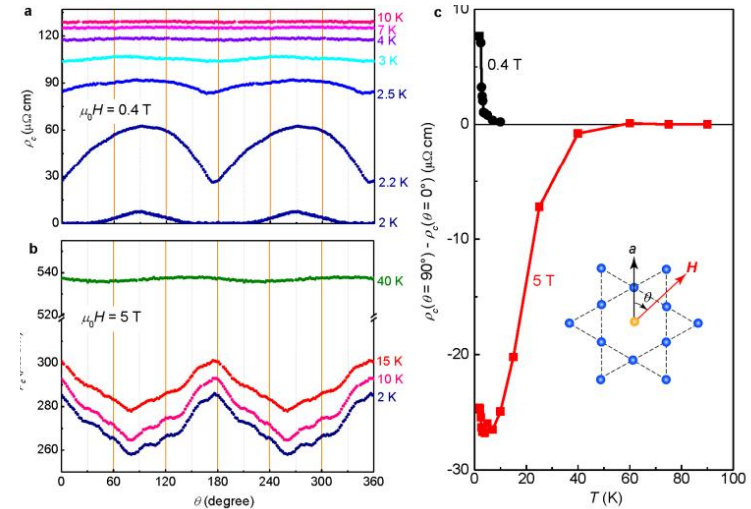 a
10 K
7 K
4 K
3 K
2.5 K
2.2 K
2 K
120
90
60
30
0
ρc (μΩ cm)
μ0H = 0.4 T
b
40 K
15 K
10 K
2 K
540
520
300
280
260
μ0H = 5 T
0 60 120 180 240 300 360
θ (degree)
c
10
0
-10
-20
-30
ρc(θ = 90°) - ρc(θ = 0°) (μΩ cm)
0.4 T
5 T
a
H
θ
0 20 40 60 80 100
T (K)